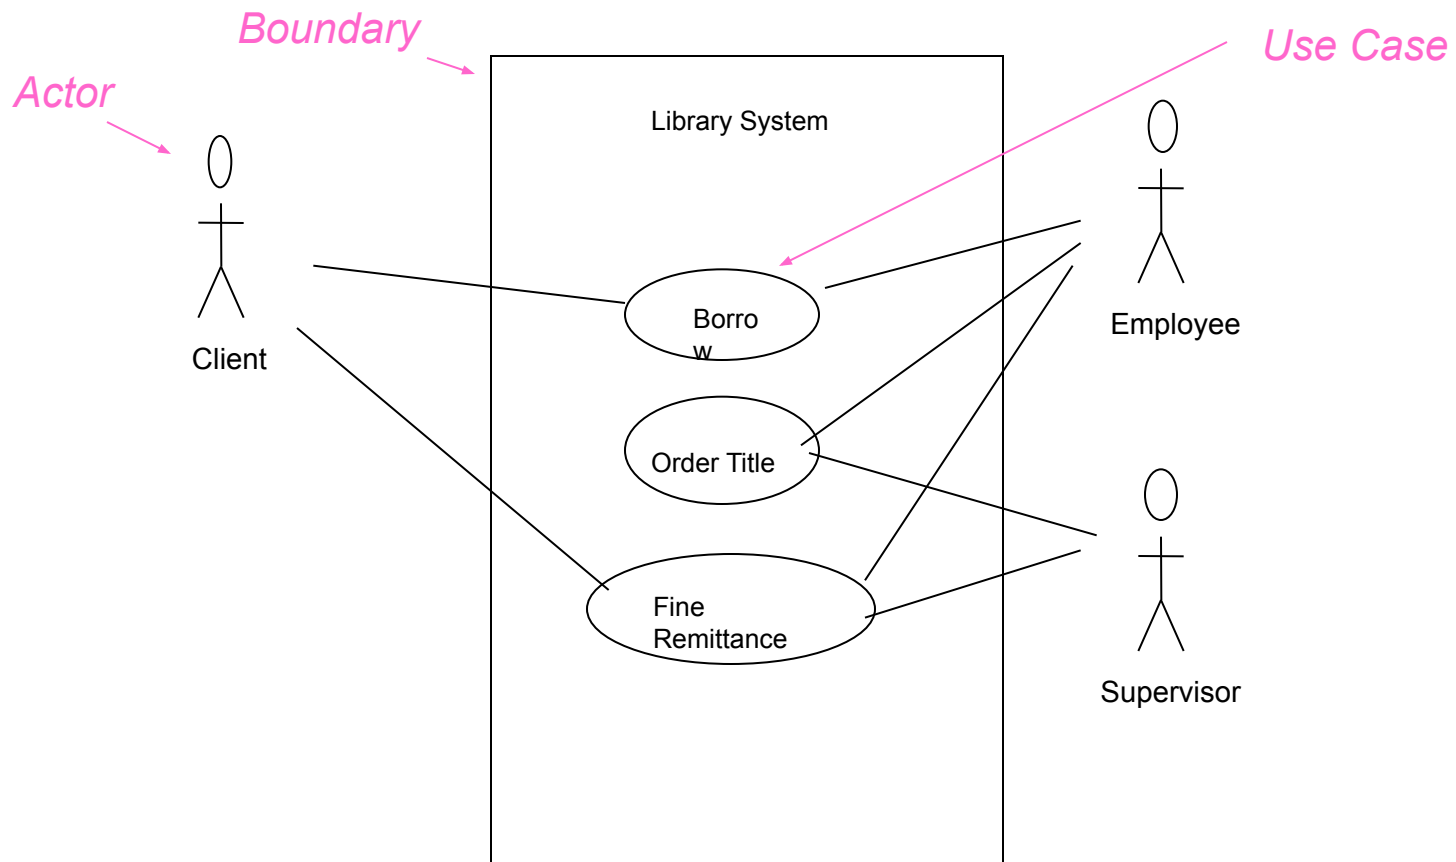 Boundary
Use Case
Actor
Library System
Borro
w
Employee
Client
Order Title
Fine
Remittance
Supervisor